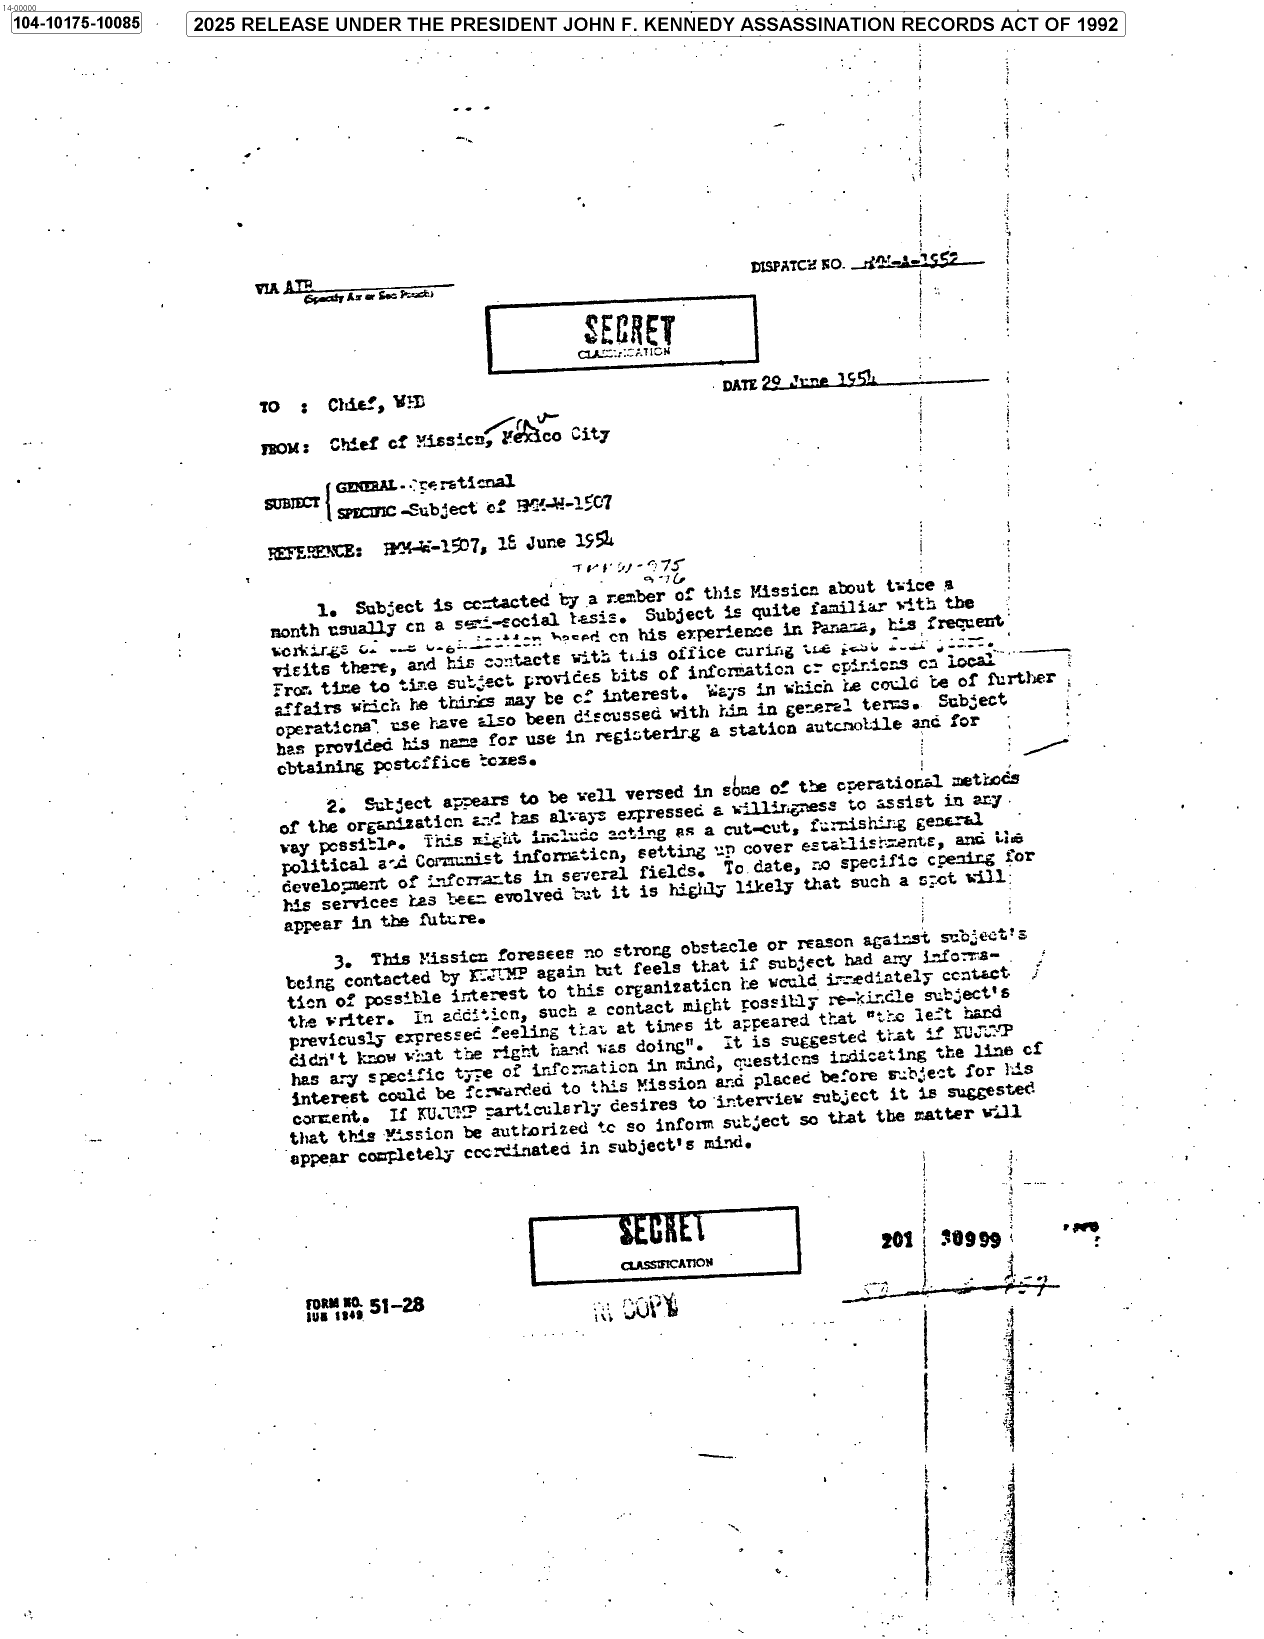 14-00000
104-10175-10085
2025 RELEASE UNDER THE PRESIDENT JOHN F. KENNEDY ASSASSINATION RECORDS ACT OF 1992
DISPATCH NO.
VIA AIR
(Specify Air or Sea Pouch)
SECRET
CLASSIFICATION
DATE 29 June 1954
TO : Chief, WHD
FROM: Chief of Mission, Mexico City
SUBJECT
GENERAL - Operational
SPECIFIC - Subject of HMM-W-1507
REFERENCE: HMM-W-1507, 18 June 1954
1. Subject is contacted by a member of this Mission about twice a
month usually on a semi-social basis. Subject is quite familiar with the
workings based on his experience in Panama, his frequent
visits there, and his contacts with this office during the
From time to time subject provides bits of information or opinions on local
affairs which he thinks may be of interest. Ways in which he could be of further
operational use have also been discussed with him in general terms. Subject
has provided his name for use in registering a station automobile and for
obtaining postoffice boxes.
2. Subject appears to be well versed in some of the operational methods
of the organization and has always expressed a willingness to assist in any
way possible. This might include acting as a cut-out, furnishing general
political and Communist information, setting up cover establishments, and the
development of informants in several fields. To date, no specific opening for
his services has been evolved but it is highly likely that such a spot will
appear in the future.
3. This Mission foresees no strong obstacle or reason against subject's
being contacted by KUJUMP again but feels that if subject had any informa-
tion of possible interest to this organization he would immediately contact
the writer. In addition, such a contact might possibly re-kindle subject's
previously expressed feeling that at times it appeared that "the left hand
didn't know what the right hand was doing". It is suggested that if KUJUMP
has any specific type of information in mind, questions indicating the line of
interest could be forwarded to this Mission and placed before subject for his
comment. If KUJUMP particularly desires to interview subject it is suggested
that this Mission be authorized to so inform subject so that the matter will
appear completely coordinated in subject's mind.
SECRET
CLASSIFICATION
201 30999
FORM NO. 51-28
JUN 1949
RI COPY